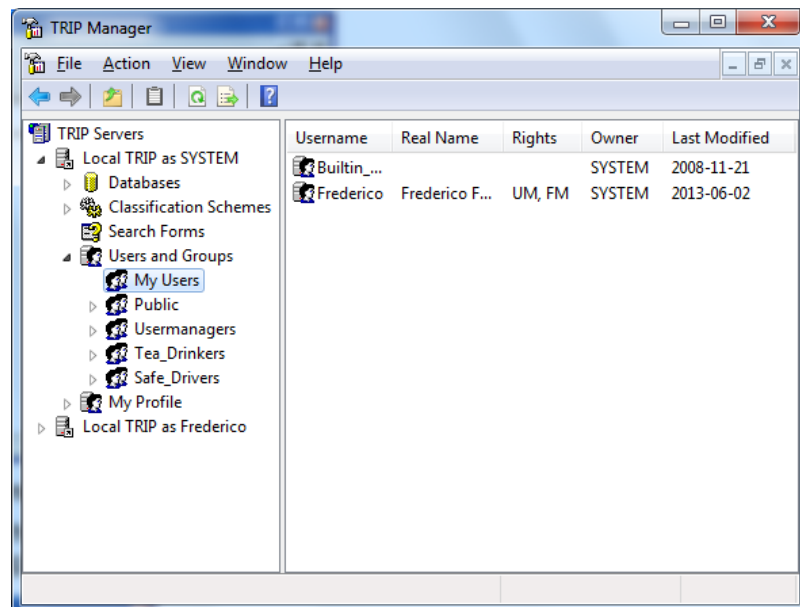 TRIP Manager
File Action View Window Help
TRIP Servers
Local TRIP as SYSTEM
Databases
Classification Schemes
Search Forms
Users and Groups
My Users
Public
Usermanagers
Tea_Drinkers
Safe_Drivers
My Profile
Local TRIP as Frederico
Username Real Name Rights Owner Last Modified
Builtin_... SYSTEM 2008-11-21
Frederico Frederico F... UM, FM SYSTEM 2013-06-02